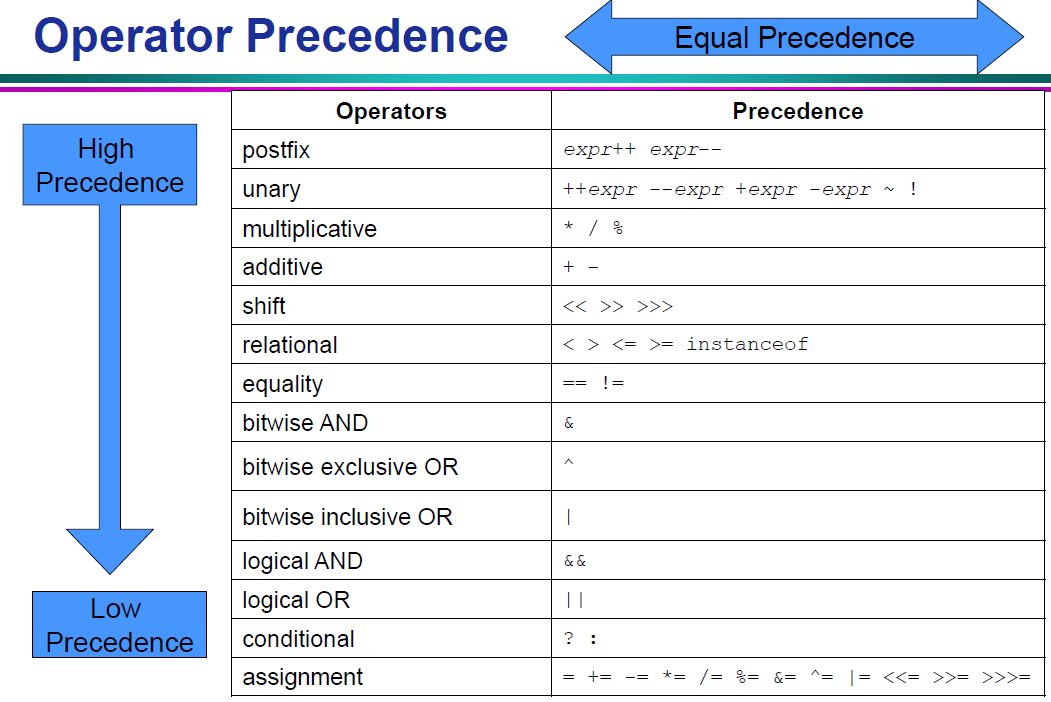 Operator Precedence
Equal Precedence
High
Precedence
Low
Precedence
Operators Precedence
postfix expr++ expr--
unary ++expr --expr +expr -expr ~ !
multiplicative * / %
additive + -
shift << >> >>>
relational < > <= >= instanceof
equality == !=
bitwise AND &
bitwise exclusive OR ^
bitwise inclusive OR |
logical AND &&
logical OR ||
conditional ? :
assignment = += -= *= /= %= &= ^= |= <<= >>= >>>=